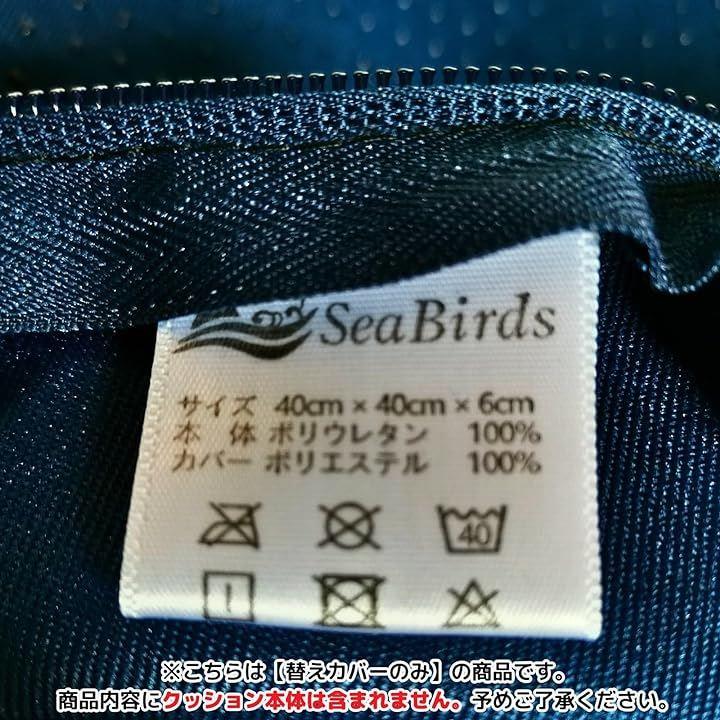 SeaBirds
サイズ 40cm × 40cm × 6cm
本 体 ポリウレタン 100%
カバー ポリエステル 100%
40
※こちらは【替えカバーのみ】の商品です。
商品内容にクッション本体は含まれません。予めご了承ください。